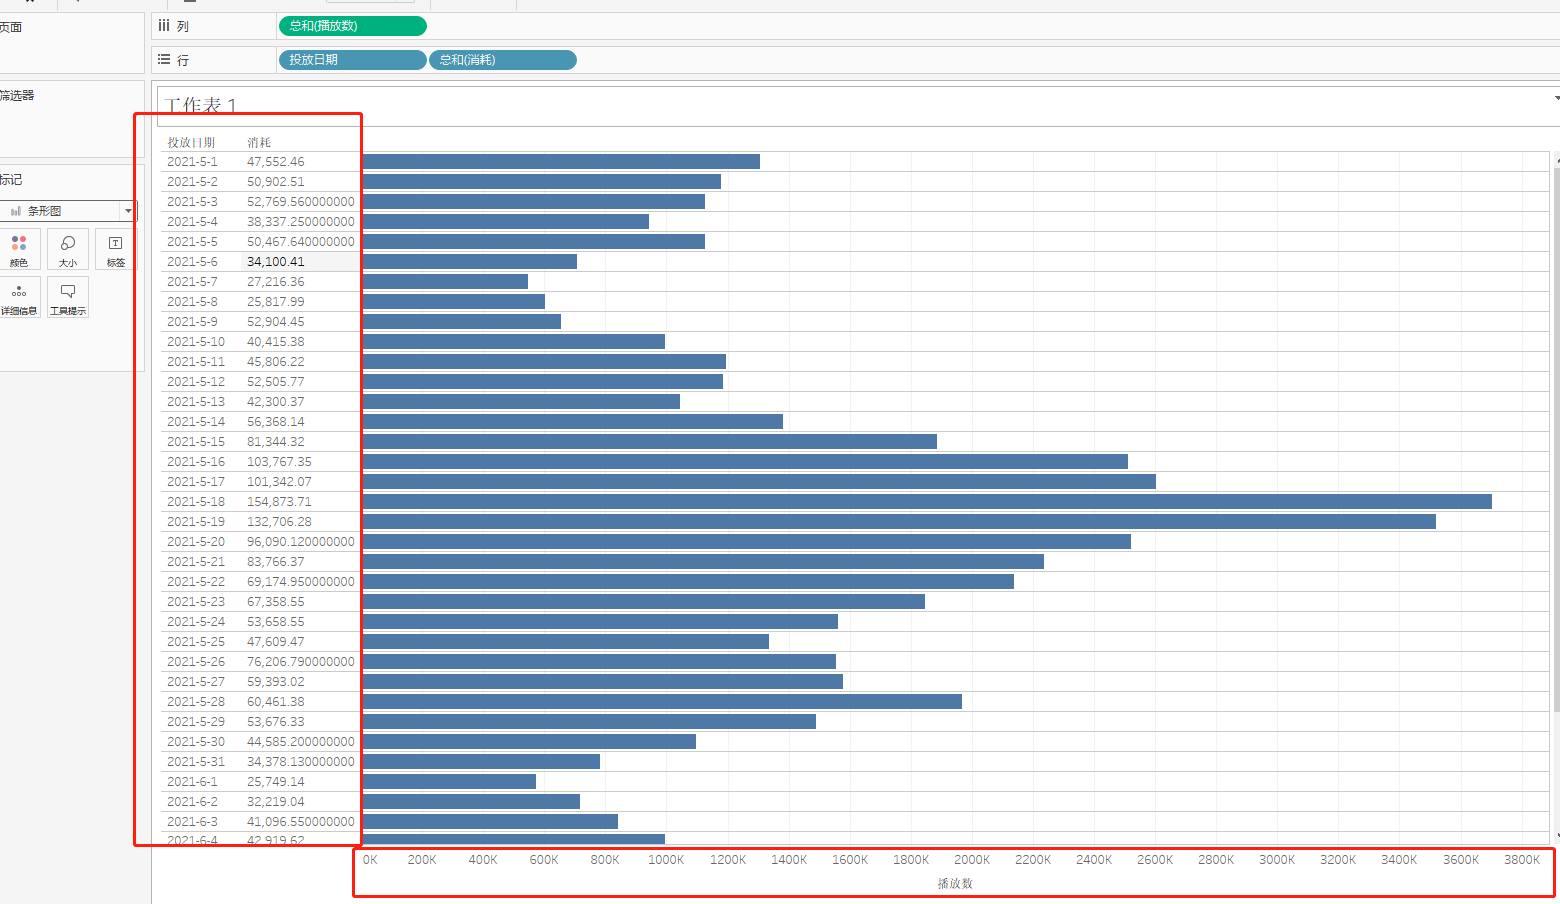 页面
列
总和(播放数)
行
投放日期
总和(消耗)
筛选器
工作表 1
标记
条形图
颜色
大小
标签
详细信息
工具提示
投放日期 消耗
2021-5-1 47,552.46
2021-5-2 50,902.51
2021-5-3 52,769.560000000
2021-5-4 38,337.250000000
2021-5-5 50,467.640000000
2021-5-6 34,100.41
2021-5-7 27,216.36
2021-5-8 25,817.99
2021-5-9 52,904.45
2021-5-10 40,415.38
2021-5-11 45,806.22
2021-5-12 52,505.77
2021-5-13 42,300.37
2021-5-14 56,368.14
2021-5-15 81,344.32
2021-5-16 103,767.35
2021-5-17 101,342.07
2021-5-18 154,873.71
2021-5-19 132,706.28
2021-5-20 96,090.120000000
2021-5-21 83,766.37
2021-5-22 69,174.950000000
2021-5-23 67,358.55
2021-5-24 53,658.55
2021-5-25 47,609.47
2021-5-26 76,206.790000000
2021-5-27 59,393.02
2021-5-28 60,461.38
2021-5-29 53,676.33
2021-5-30 44,585.200000000
2021-5-31 34,378.130000000
2021-6-1 25,749.14
2021-6-2 32,219.04
2021-6-3 41,096.550000000
2021-6-4 42,919.62
0K 200K 400K 600K 800K 1000K 1200K 1400K 1600K 1800K 2000K 2200K 2400K 2600K 2800K 3000K 3200K 3400K 3600K 3800K
播放数